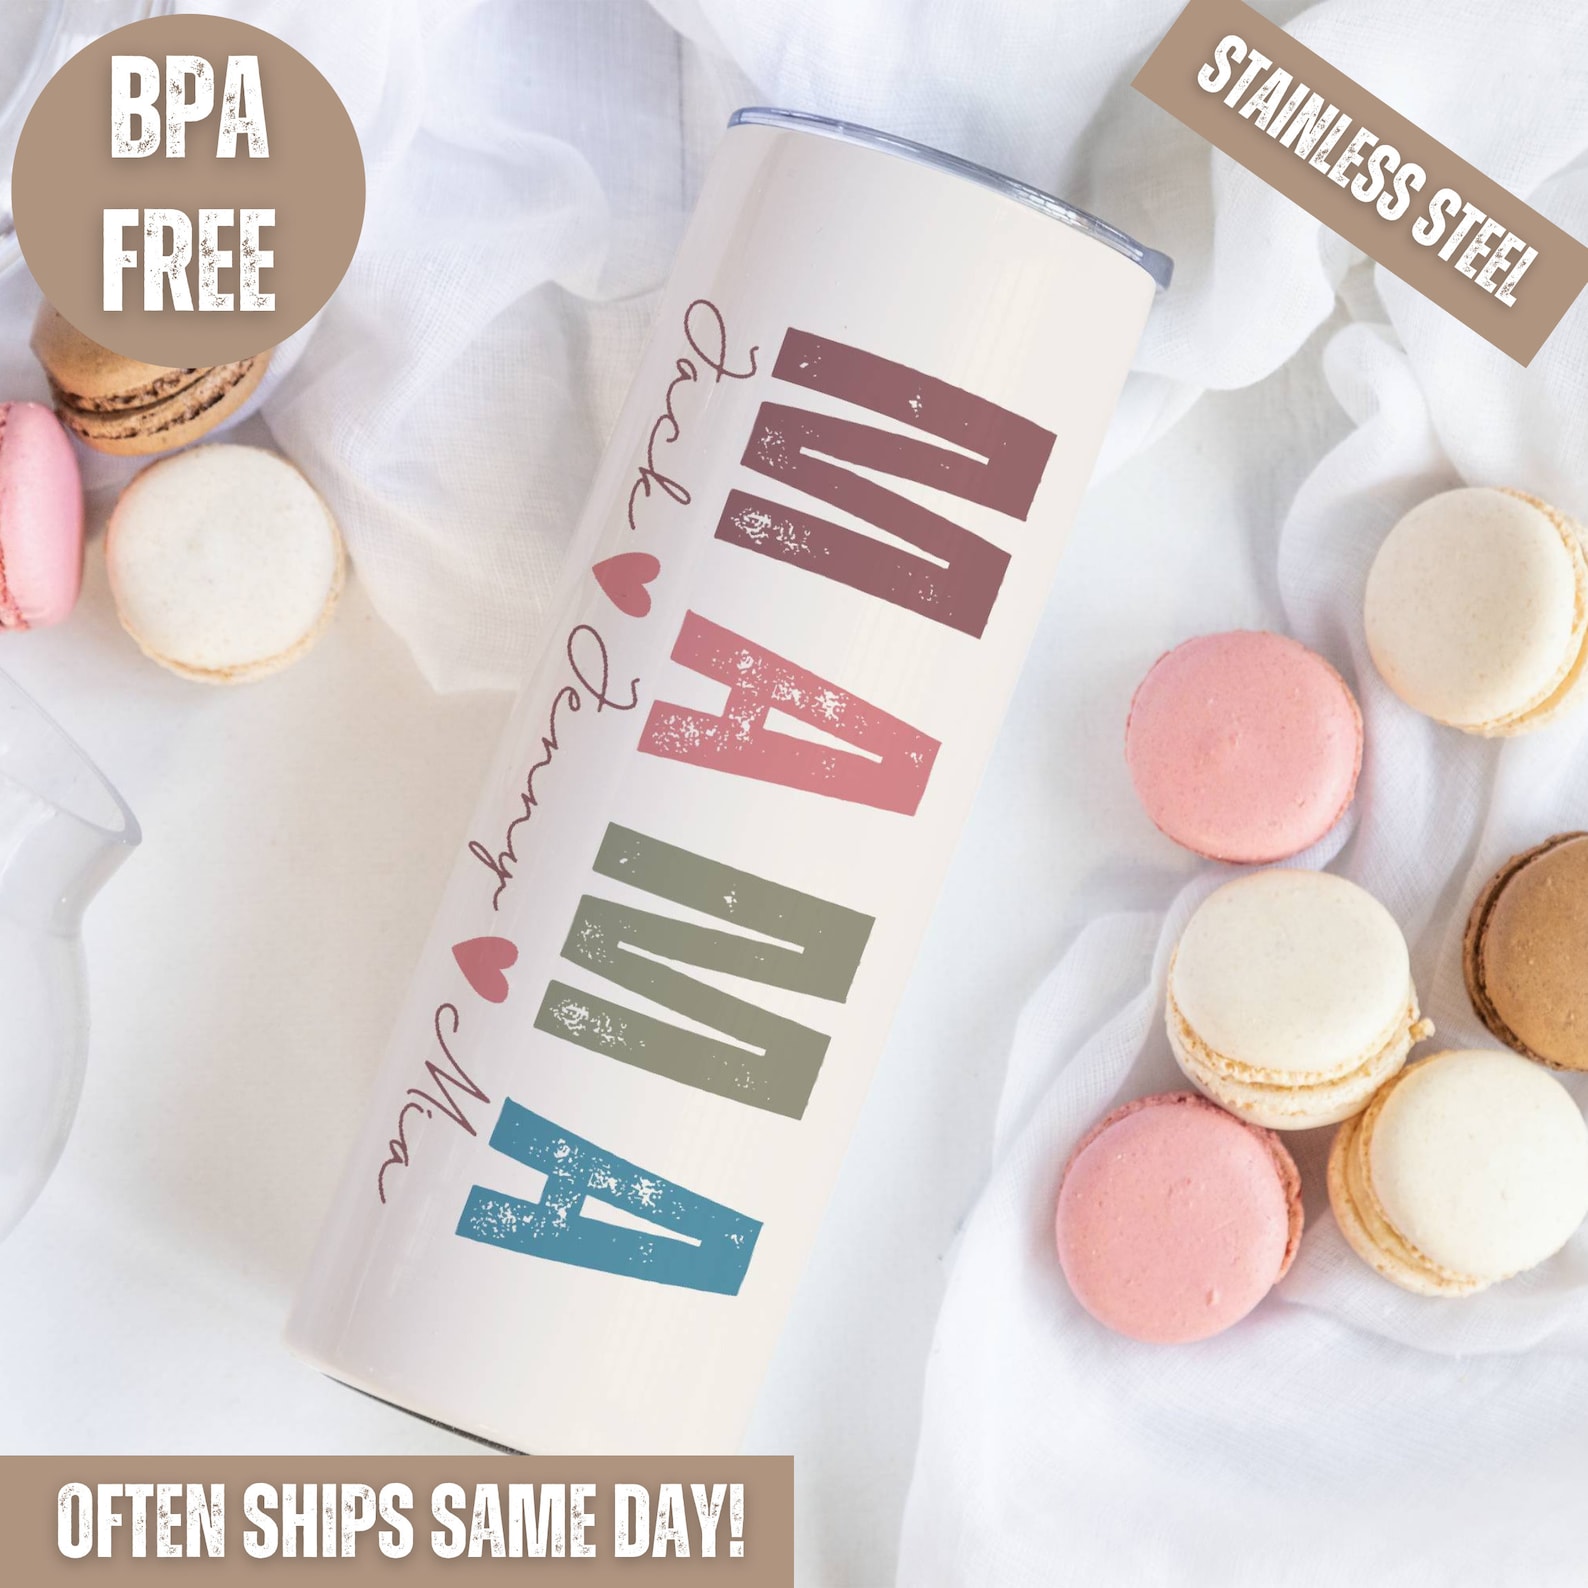 BPA
FREE
STAINLESS STEEL
MAMA
Jack ♥ Jenny ♥ Mia
OFTEN SHIPS SAME DAY!